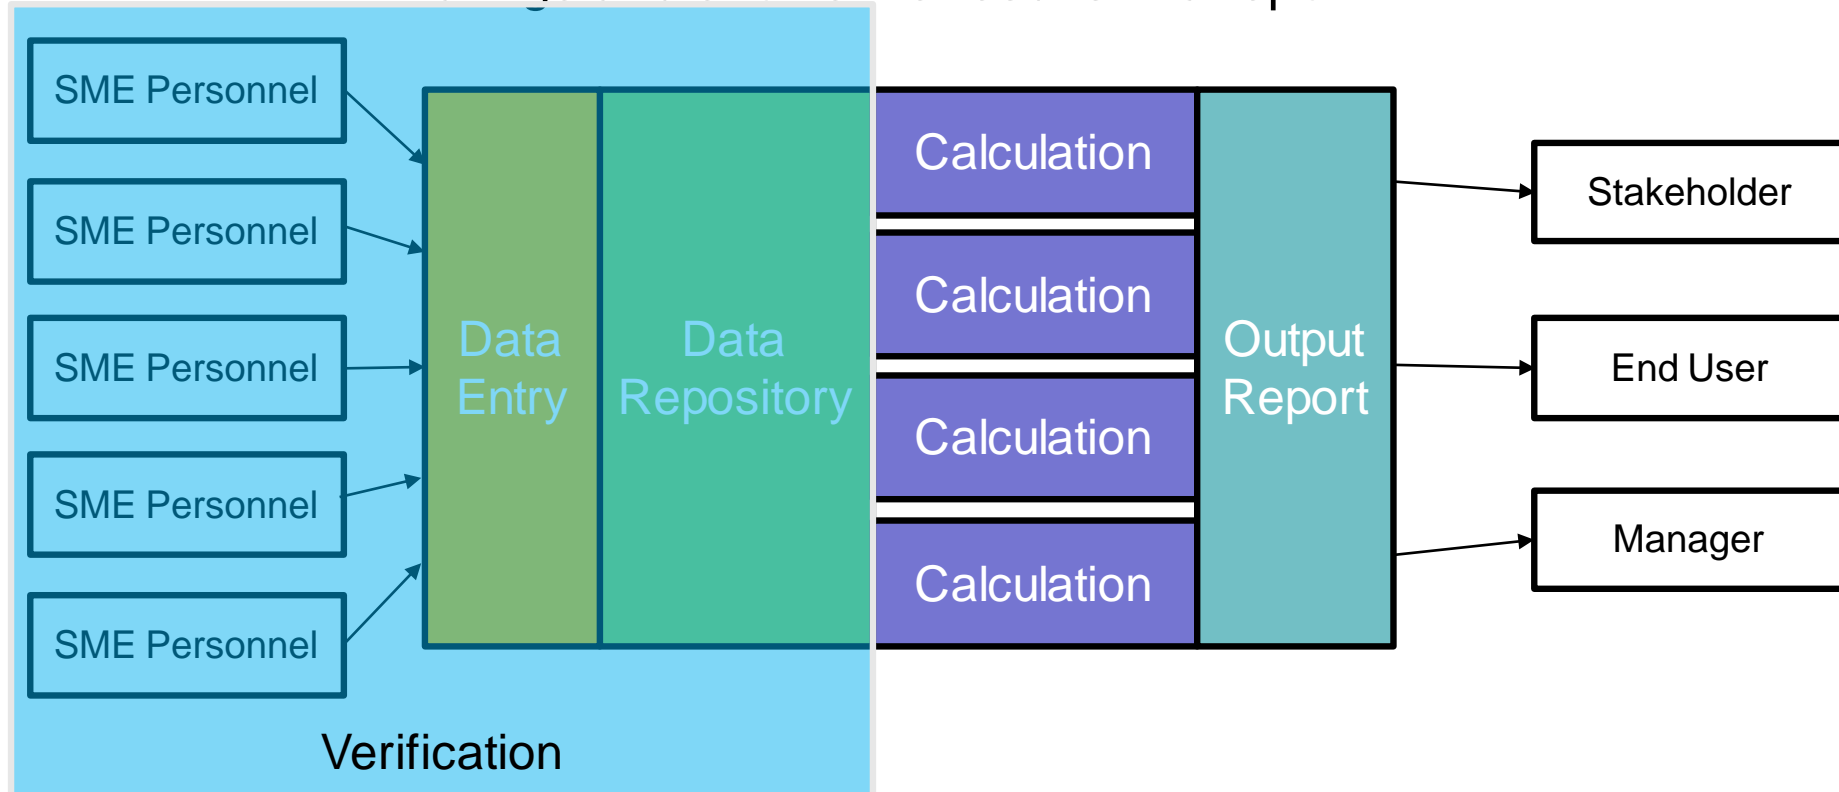 SME Personnel
SME Personnel
SME Personnel
SME Personnel
SME Personnel
Data
Entry
Data
Repository
Calculation
Calculation
Calculation
Calculation
Output
Report
Stakeholder
End User
Manager
Verification